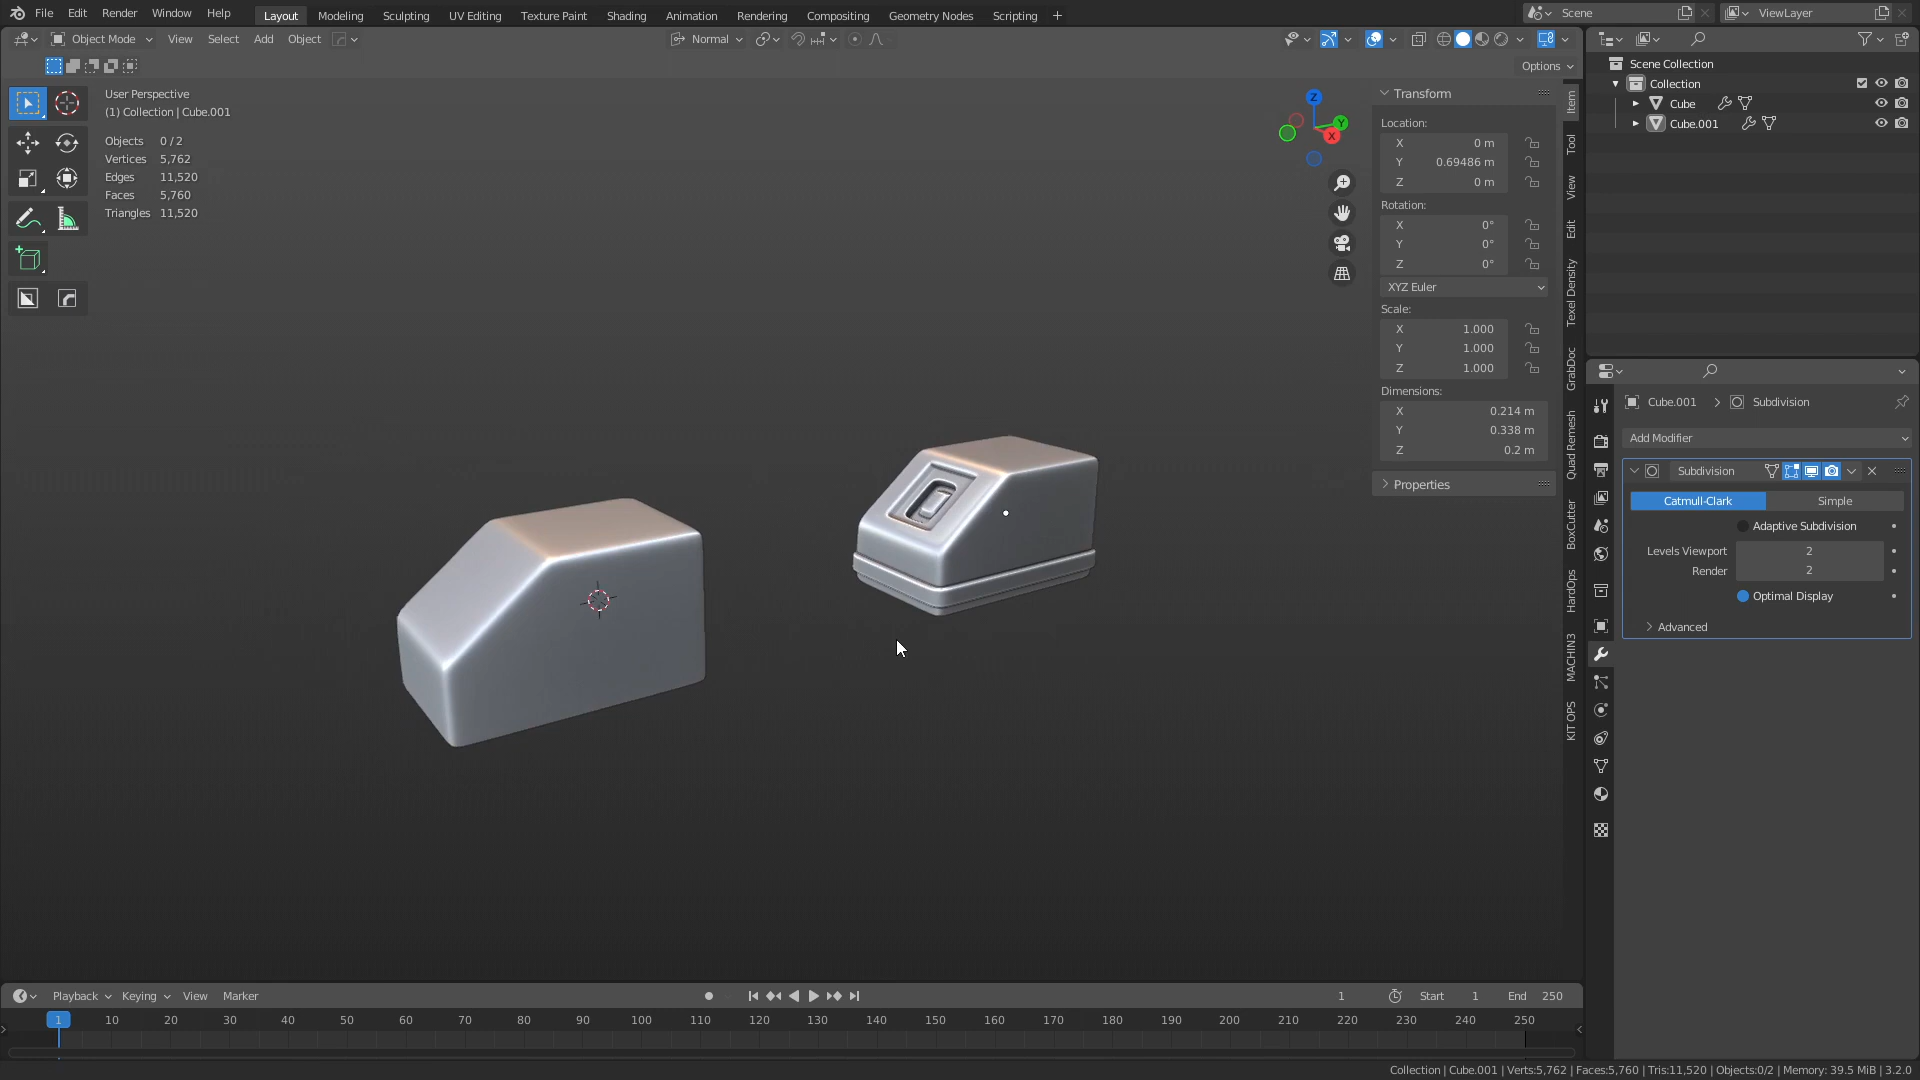 File Edit Render Window Help Layout Modeling Sculpting UV Editing Texture Paint Shading Animation Rendering Compositing Geometry Nodes Scripting + Scene ViewLayer
Object Mode View Select Add Object Normal
Options
User Perspective
(1) Collection | Cube.001
Objects 0 / 2
Vertices 5,762
Edges 11,520
Faces 5,760
Triangles 11,520
Z
Y
X
Transform
Location:
X 0 m
Y 0.69486 m
Z 0 m
Rotation:
X 0°
Y 0°
Z 0°
XYZ Euler
Scale:
X 1.000
Y 1.000
Z 1.000
Dimensions:
X 0.214 m
Y 0.338 m
Z 0.2 m
Properties
Item
Tool
View
Edit
Texel Density
GrabDoc
Quad Remesh
BoxCutter
HardOps
MACHIN3
KIT OPS
Scene Collection
Collection
Cube
Cube.001
Cube.001 > Subdivision
Add Modifier
Subdivision
Catmull-Clark Simple
Adaptive Subdivision
Levels Viewport 2
Render 2
Optimal Display
Advanced
Playback Keying View Marker 1 Start 1 End 250
1 10 20 30 40 50 60 70 80 90 100 110 120 130 140 150 160 170 180 190 200 210 220 230 240 250
Collection | Cube.001 | Verts:5,762 | Faces:5,760 | Tris:11,520 | Objects:0/2 | Memory: 39.5 MiB | 3.2.0